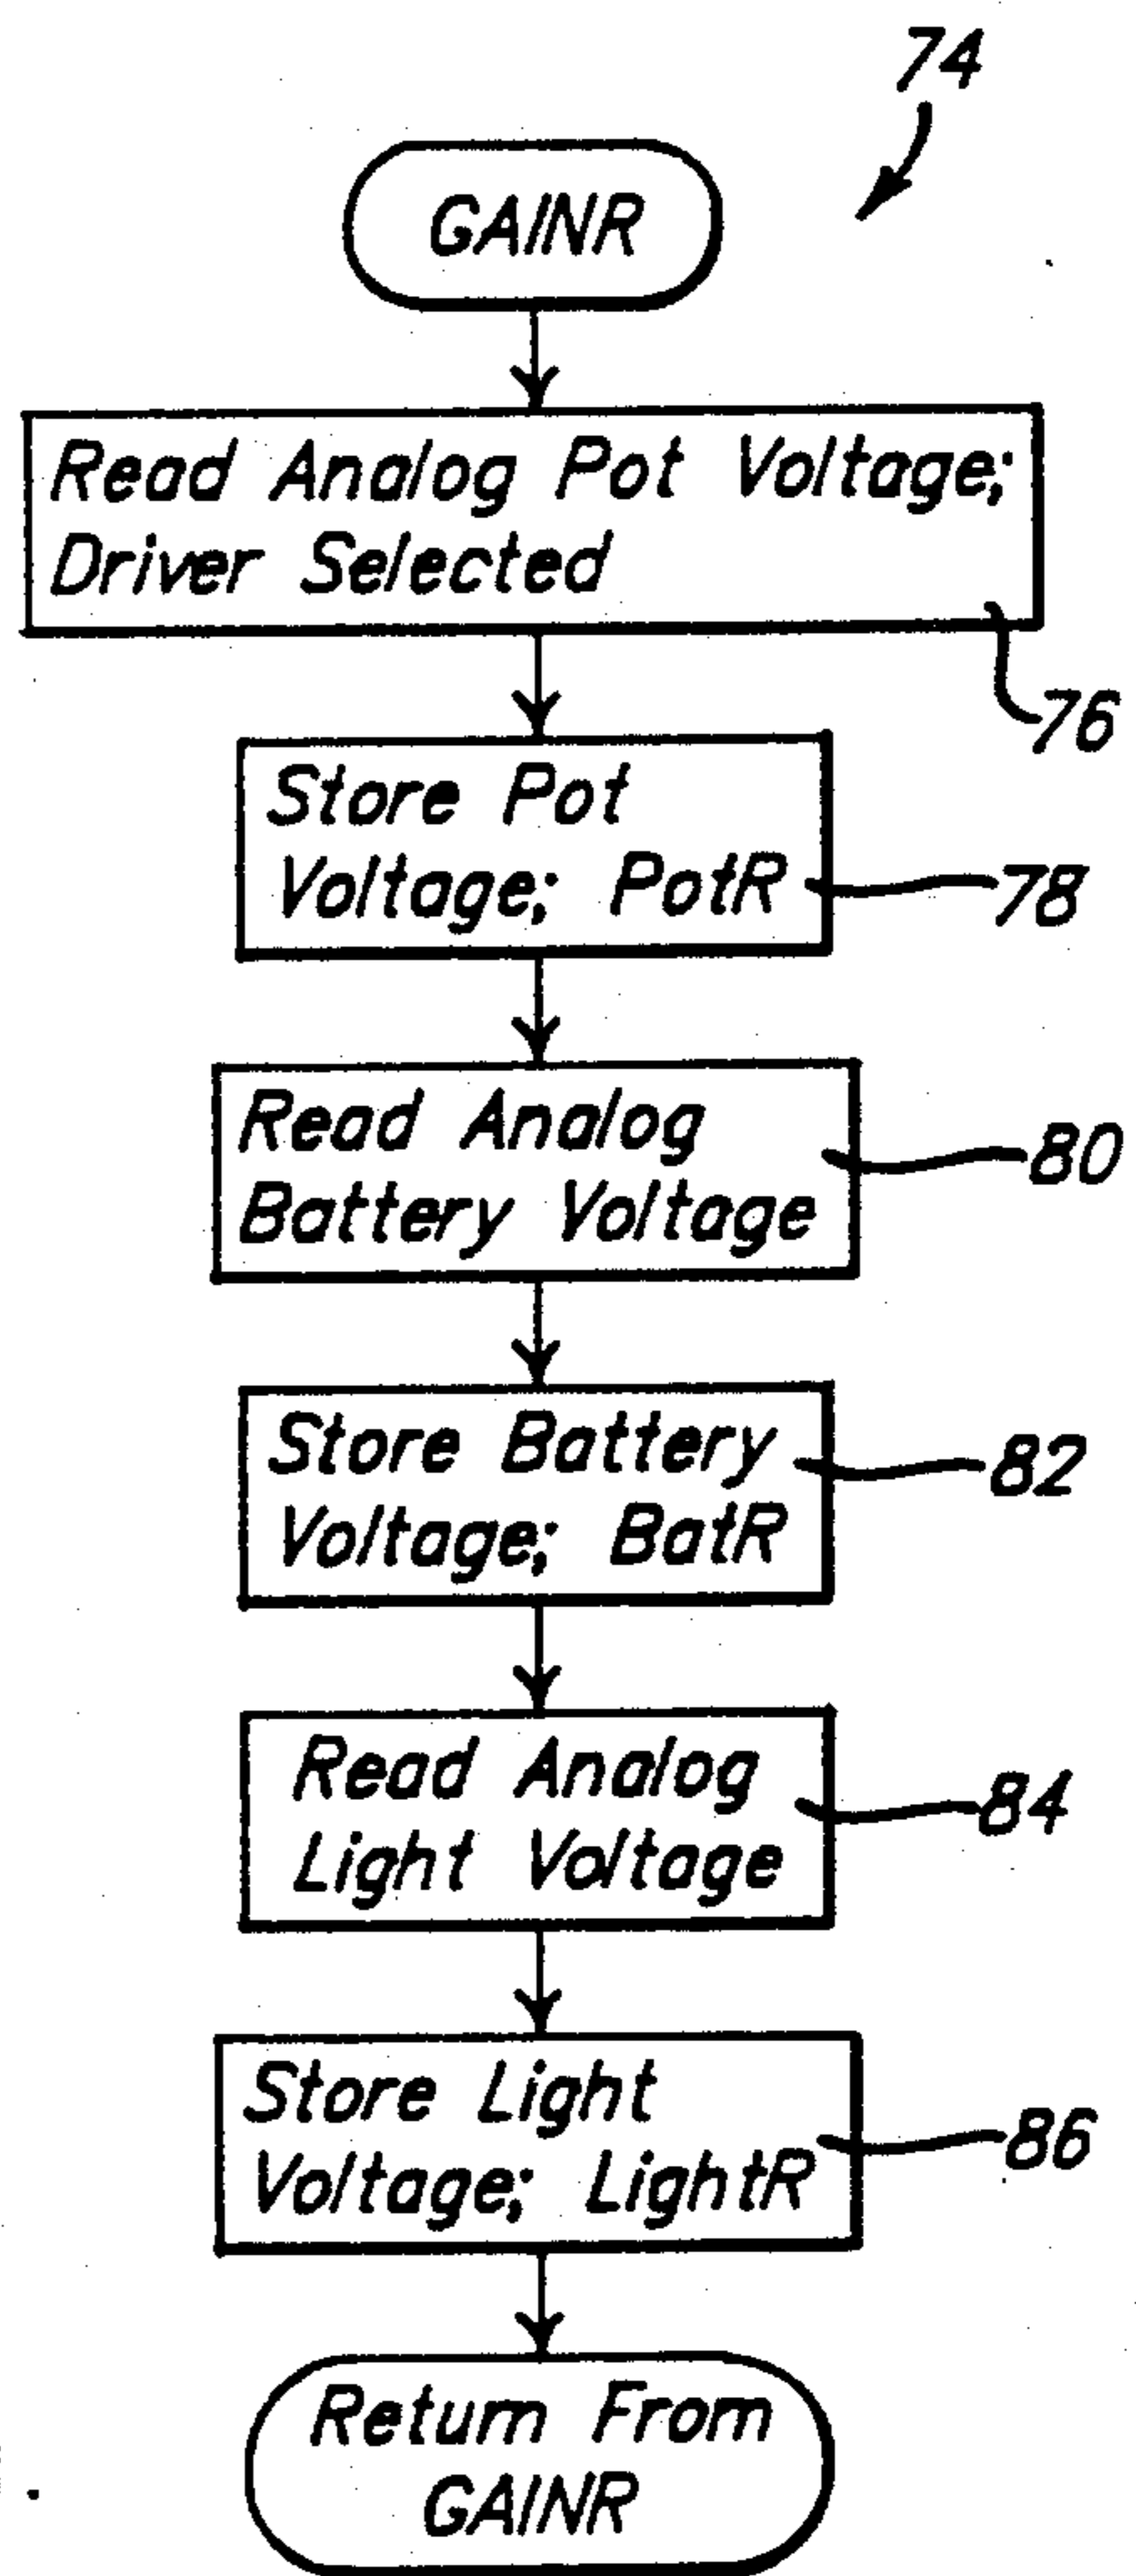 74
GAINR
Read Analog Pot Voltage;
Driver Selected
76
Store Pot
Voltage; PotR
78
Read Analog
Battery Voltage
80
Store Battery
Voltage; BatR
82
Read Analog
Light Voltage
84
Store Light
Voltage; LightR
86
Return From
GAINR